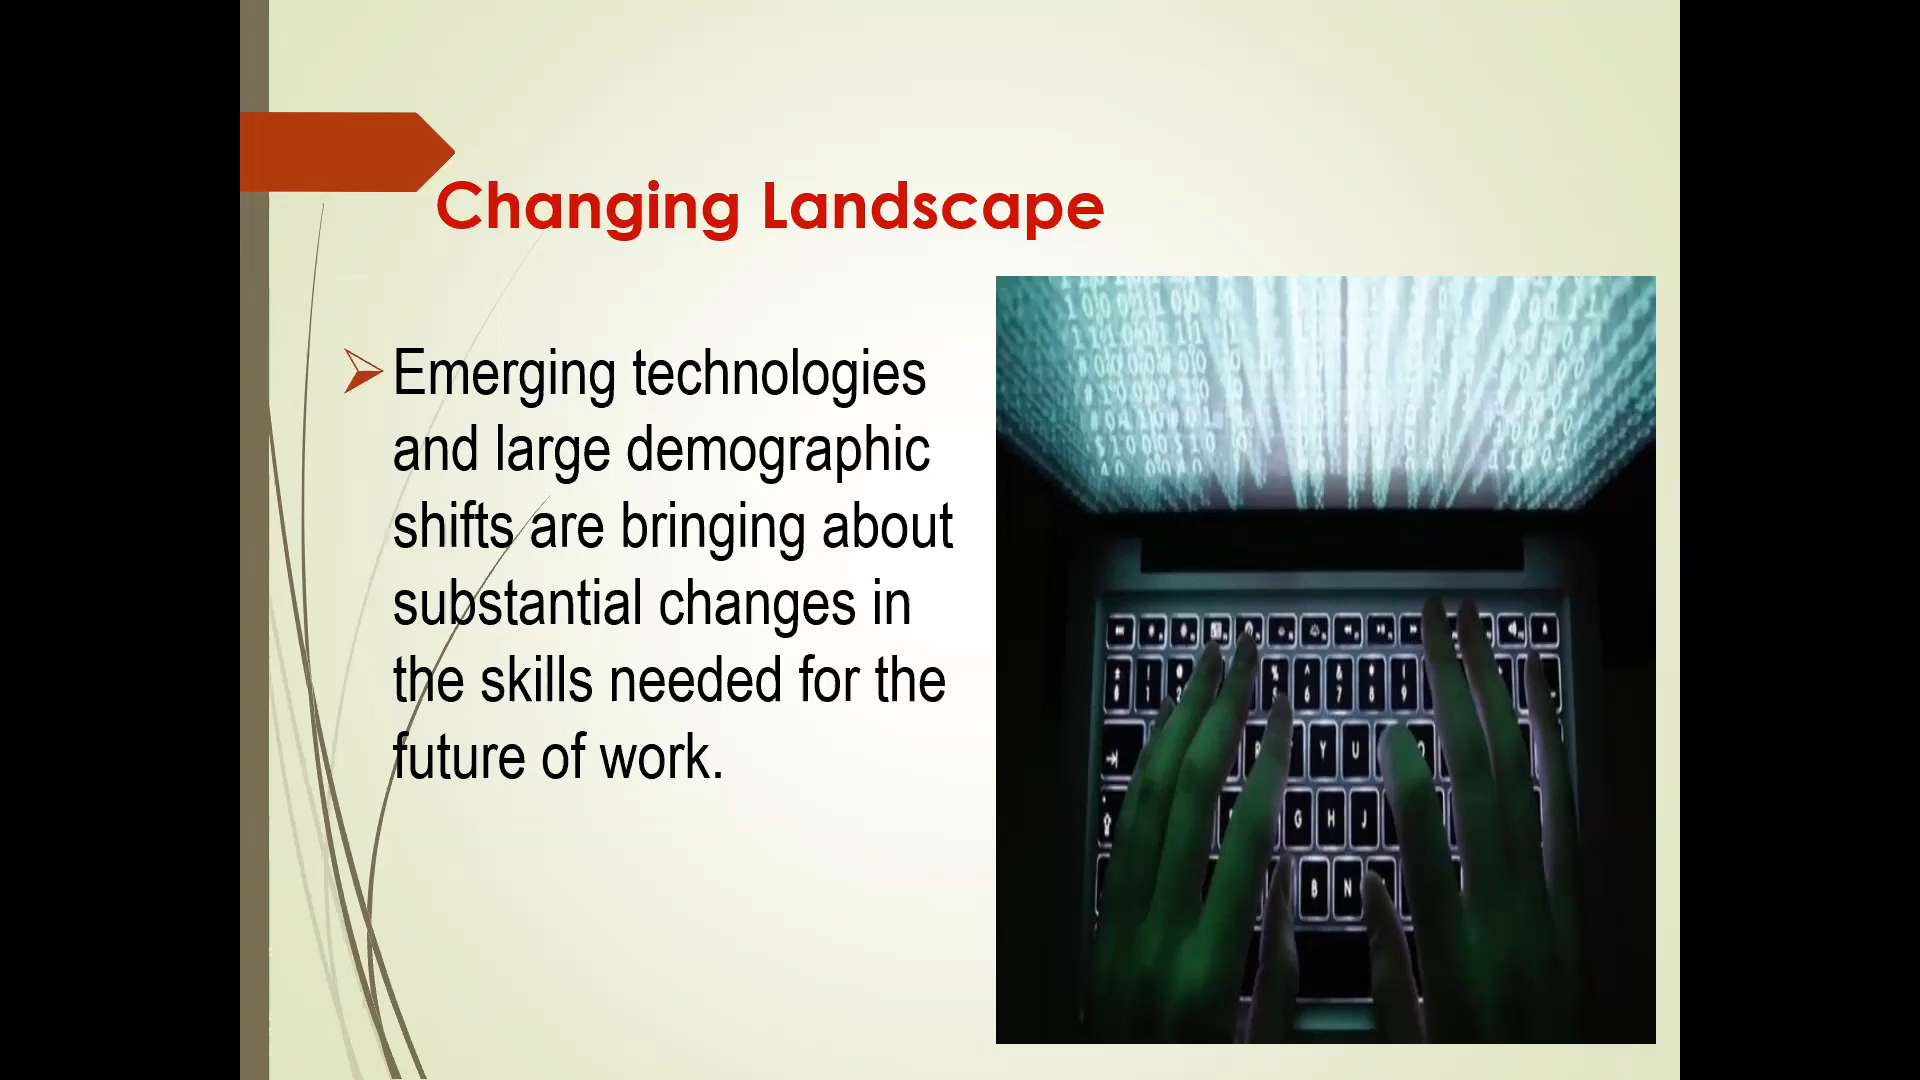 Changing Landscape
Emerging technologies
and large demographic
shifts are bringing about
substantial changes in
the skills needed for the
future of work.